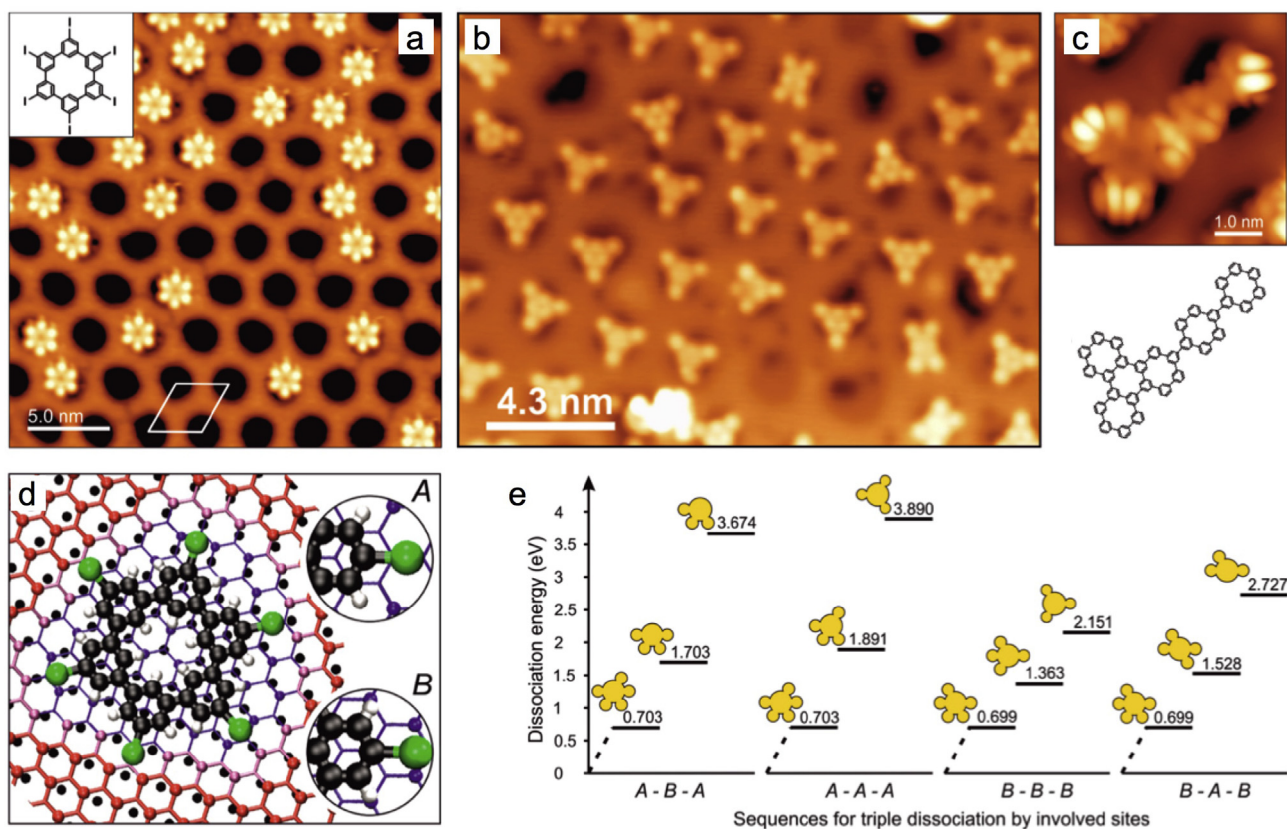 I
I I
I I
I
a
5.0 nm
b
4.3 nm
c
1.0 nm
d
A
B
e
Dissociation energy (eV)
4
3.5
3
2.5
2
1.5
1
0.5
0
3.674
1.703
0.703
3.890
1.891
0.703
2.151
1.363
0.699
2.727
1.528
0.699
A - B - A
A - A - A
B - B - B
B - A - B
Sequences for triple dissociation by involved sites